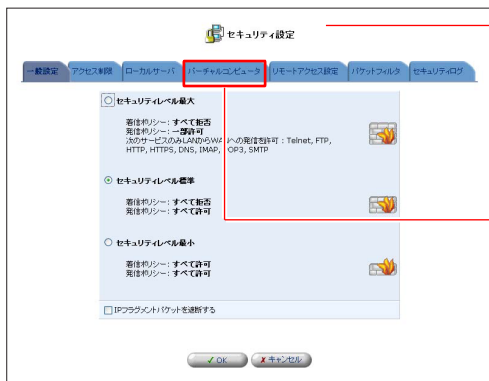 セキュリティ設定
一般設定 アクセス制限 ローカルサーバ バーチャルコンピュータ リモートアクセス設定 パケットフィルタ セキュリティログ
セキュリティレベル最大
着信ポリシー: すべて拒否
発信ポリシー: 一部許可
次のサービスのみLANからWANへの発信を許可 : Telnet, FTP,
HTTP, HTTPS, DNS, IMAP, POP3, SMTP
セキュリティレベル標準
着信ポリシー: すべて拒否
発信ポリシー: すべて許可
セキュリティレベル最小
着信ポリシー: すべて許可
発信ポリシー: すべて許可
IPフラグメントパケットを遮断する
OK キャンセル